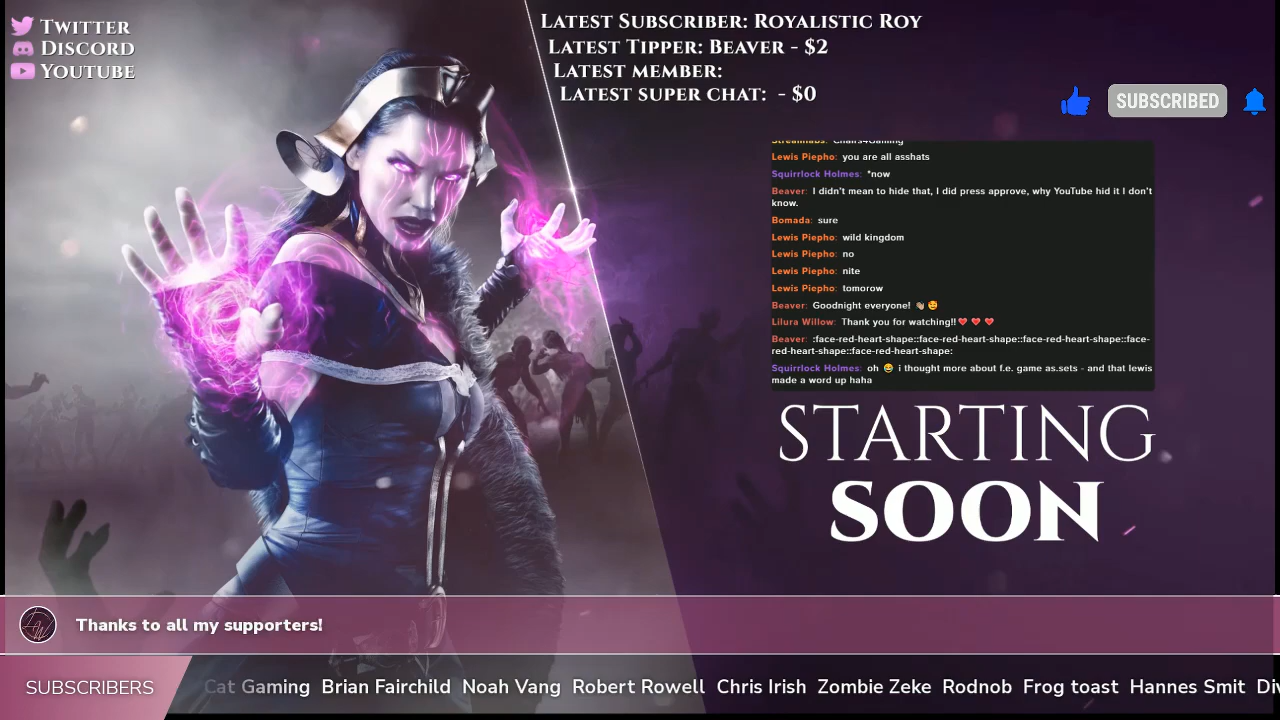 Twitter
Discord
Youtube
Latest Subscriber: Royalistic Roy
Latest Tipper: Beaver - $2
Latest member:
Latest super chat:  - $0
SUBSCRIBED
Streamlabs: Chairs4Gaming
Lewis Piepho: you are all asshats
Squirrlock Holmes: *now
Beaver: I didn't mean to hide that, I did press approve, why YouTube hid it I don't
know.
Bomada: sure
Lewis Piepho: wild kingdom
Lewis Piepho: no
Lewis Piepho: nite
Lewis Piepho: tomorow
Beaver: Goodnight everyone! 👋🏽 🥰
Lilura Willow: Thank you for watching!!❤ ❤ ❤
Beaver: :face-red-heart-shape::face-red-heart-shape::face-red-heart-shape::face-
red-heart-shape::face-red-heart-shape:
Squirrlock Holmes: oh 😂 i thought more about f.e. game as.sets - and that lewis
made a word up haha
STARTING
SOON
Thanks to all my supporters!
SUBSCRIBERS
Cat Gaming Brian Fairchild Noah Vang Robert Rowell Chris Irish Zombie Zeke Rodnob Frog toast Hannes Smit Div